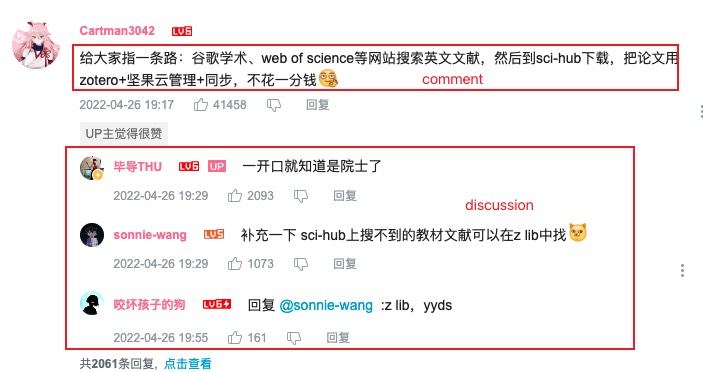 Cartman3042 LV6
给大家指一条路：谷歌学术、web of science等网站搜索英文文献，然后到sci-hub下载，把论文用
zotero+坚果云管理+同步，不花一分钱
comment
2022-04-26 19:17 41458 回复
UP主觉得很赞
毕导THU LV6 UP 一开口就知道是院士了
2022-04-26 19:29 2093 回复
discussion
sonnie-wang LV5 补充一下 sci-hub上搜不到的教材文献可以在z lib中找
2022-04-26 19:29 1073 回复
咬坏孩子的狗 LV6 回复 @sonnie-wang :z lib，yyds
2022-04-26 19:55 161 回复
共2061条回复, 点击查看